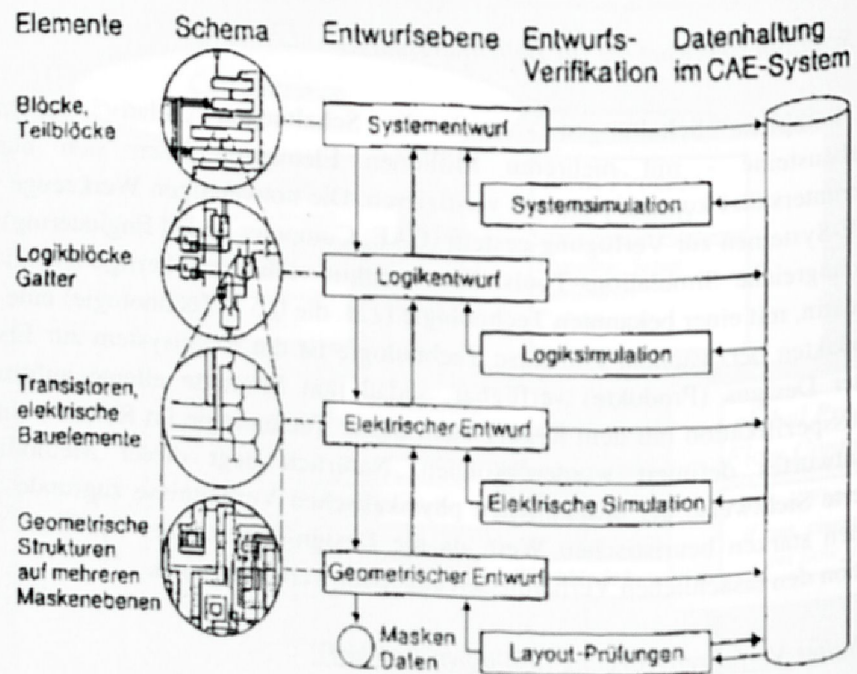 Elemente
Schema
Entwurfsebene
Entwurfs-
Verifikation
Datenhaltung
im CAE-System
Blöcke,
Teilblöcke
Systementwurf
Systemsimulation
Logikblöcke
Gatter
Logikentwurf
Logiksimulation
Transistoren,
elektrische
Bauelemente
Elektrischer Entwurf
Elektrische Simulation
Geometrische
Strukturen
auf mehreren
Maskenebenen
Geometrischer Entwurf
Masken
Daten
Layout-Prüfungen